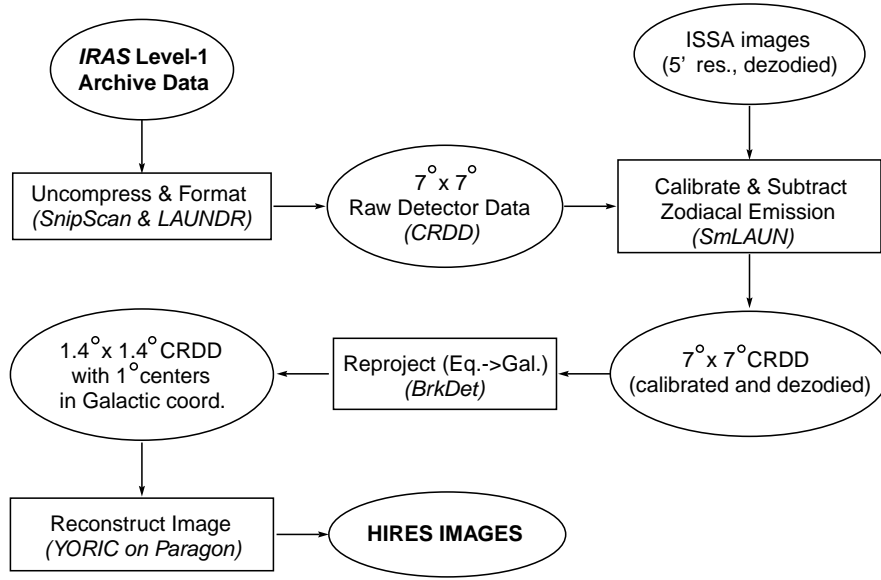 IRAS Level-1
Archive Data
ISSA images
(5' res., dezodied)
Uncompress & Format
(SnipScan & LAUNDR)
7° x 7°
Raw Detector Data
(CRDD)
Calibrate & Subtract
Zodiacal Emission
(SmLAUN)
7° x 7° CRDD
(calibrated and dezodied)
Reproject (Eq.->Gal.)
(BrkDet)
1.4° x 1.4° CRDD
with 1° centers
in Galactic coord.
Reconstruct Image
(YORIC on Paragon)
HIRES IMAGES